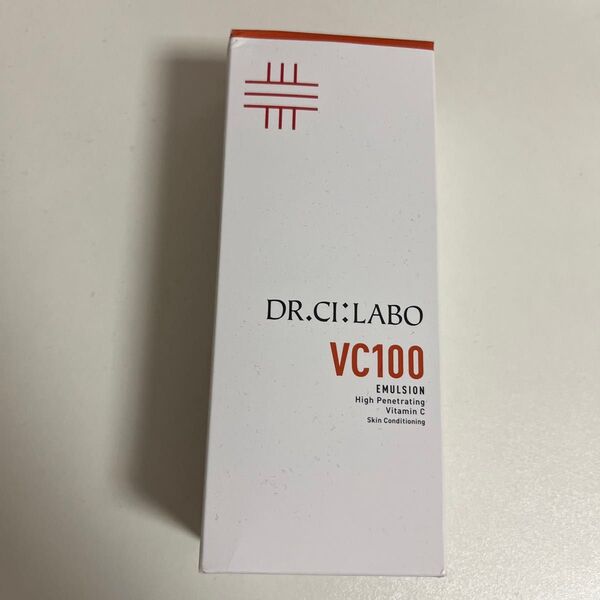 DR.CI:LABO
VC100
EMULSION
High Penetrating
Vitamin C
Skin Conditioning